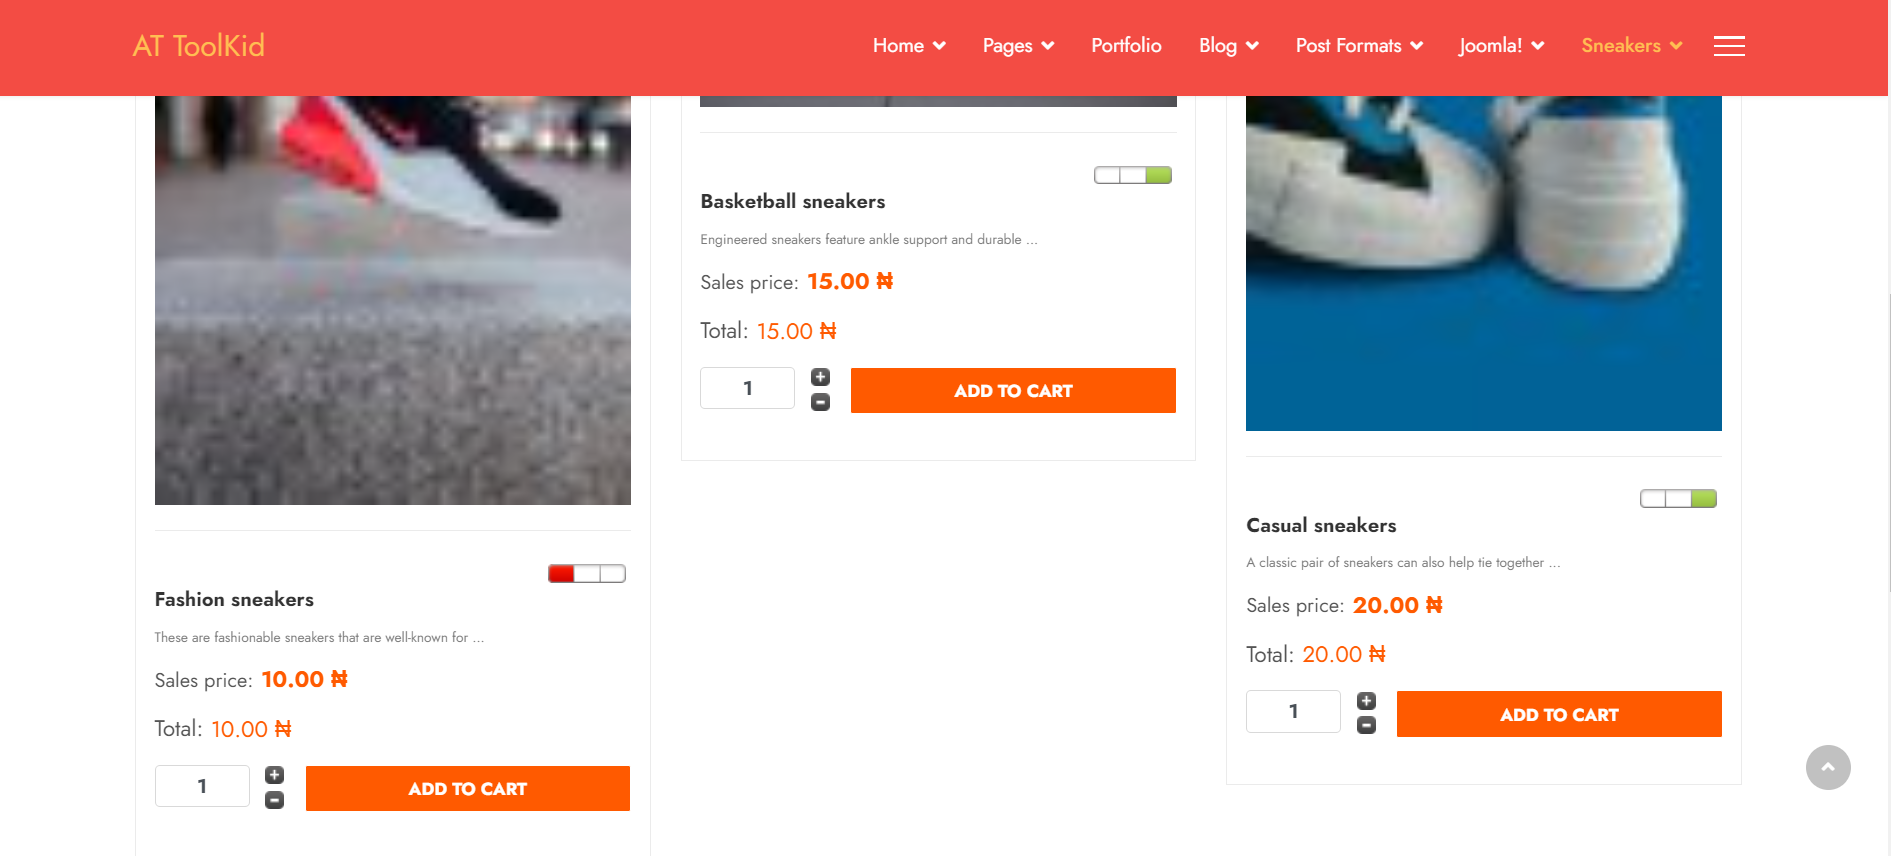 AT ToolKid
Home Pages Portfolio Blog Post Formats Joomla! Sneakers
Basketball sneakers
Engineered sneakers feature ankle support and durable ...
Sales price: 15.00 ₦
Total: 15.00 ₦
1 ADD TO CART
Casual sneakers
A classic pair of sneakers can also help tie together ...
Sales price: 20.00 ₦
Total: 20.00 ₦
1 ADD TO CART
Fashion sneakers
These are fashionable sneakers that are well-known for ...
Sales price: 10.00 ₦
Total: 10.00 ₦
1 ADD TO CART